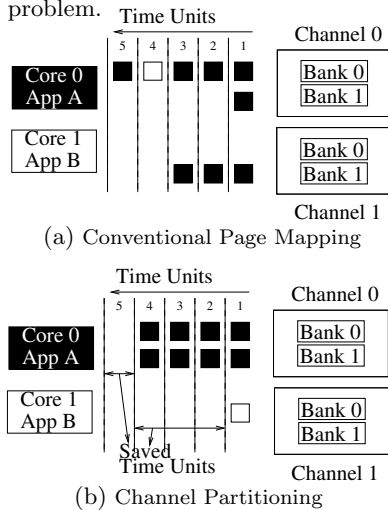 problem.
Time Units
5 4 3 2 1
Core 0
App A
Core 1
App B
Channel 0
Bank 0
Bank 1
Bank 0
Bank 1
Channel 1
(a) Conventional Page Mapping
Time Units
5 4 3 2 1
Core 0
App A
Core 1
App B
Saved
Time Units
Channel 0
Bank 0
Bank 1
Bank 0
Bank 1
Channel 1
(b) Channel Partitioning